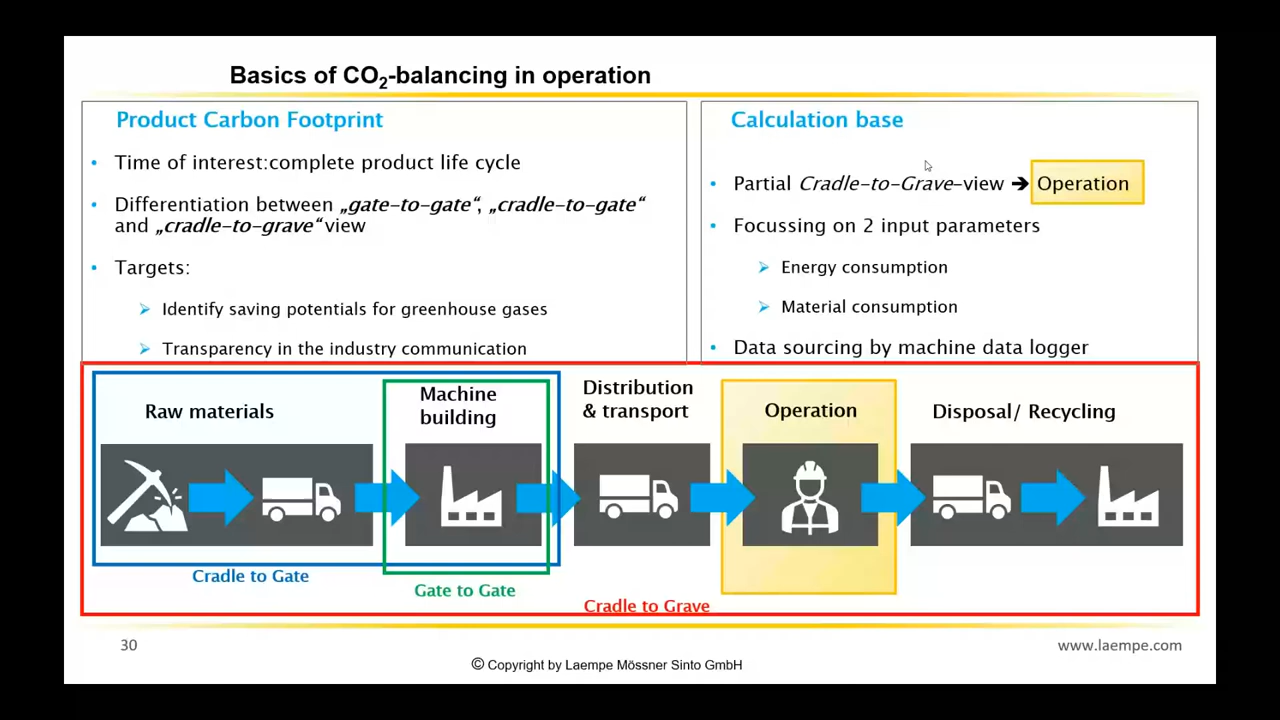 Basics of CO2-balancing in operation
Product Carbon Footprint
• Time of interest:complete product life cycle
• Differentiation between „gate-to-gate“, „cradle-to-gate“
and „cradle-to-grave“ view
• Targets:
➢ Identify saving potentials for greenhouse gases
➢ Transparency in the industry communication
Calculation base
• Partial Cradle-to-Grave-view ➔ Operation
• Focussing on 2 input parameters
➢ Energy consumption
➢ Material consumption
• Data sourcing by machine data logger
Raw materials
Machine
building
Distribution
& transport
Operation
Disposal/ Recycling
Cradle to Gate
Gate to Gate
Cradle to Grave
30
www.laempe.com
© Copyright by Laempe Mössner Sinto GmbH